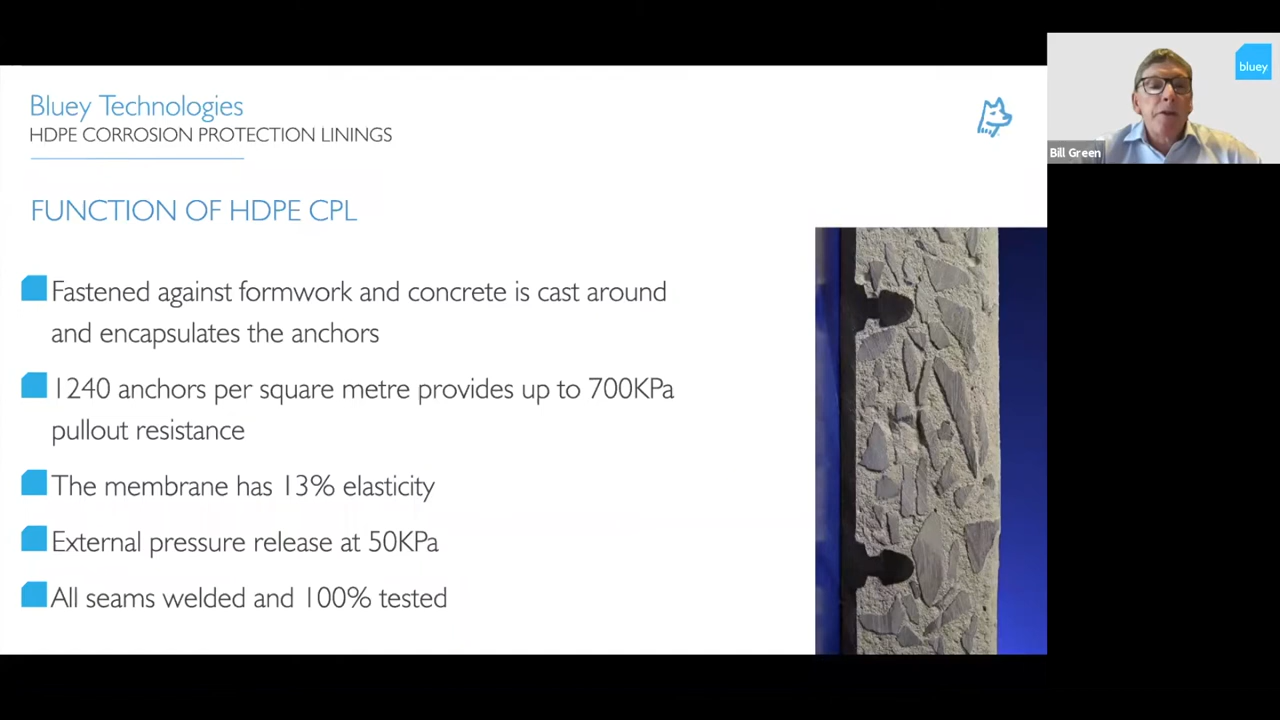 Bluey Technologies
HDPE CORROSION PROTECTION LININGS
FUNCTION OF HDPE CPL
Fastened against formwork and concrete is cast around
and encapsulates the anchors
1240 anchors per square metre provides up to 700KPa
pullout resistance
The membrane has 13% elasticity
External pressure release at 50KPa
All seams welded and 100% tested
bluey
Bill Green